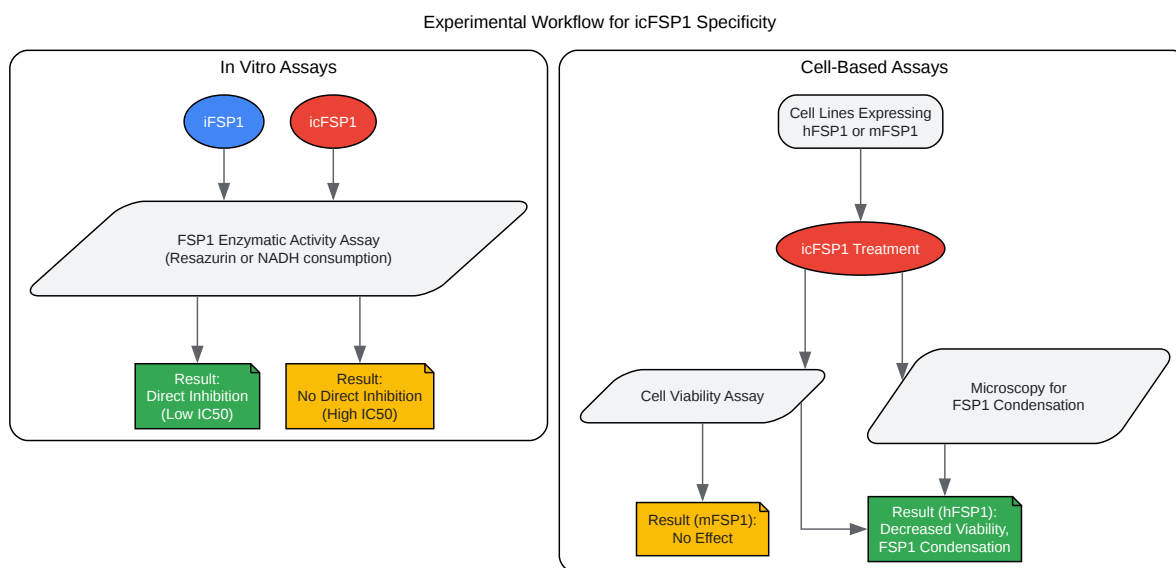 Experimental Workflow for icFSP1 Specificity
In Vitro Assays
iFSP1
icFSP1
FSP1 Enzymatic Activity Assay
(Resazurin or NADH consumption)
Result:
Direct Inhibition
(Low IC50)
Result:
No Direct Inhibition
(High IC50)
Cell-Based Assays
Cell Lines Expressing
hFSP1 or mFSP1
icFSP1 Treatment
Cell Viability Assay
Microscopy for
FSP1 Condensation
Result (mFSP1):
No Effect
Result (hFSP1):
Decreased Viability,
FSP1 Condensation